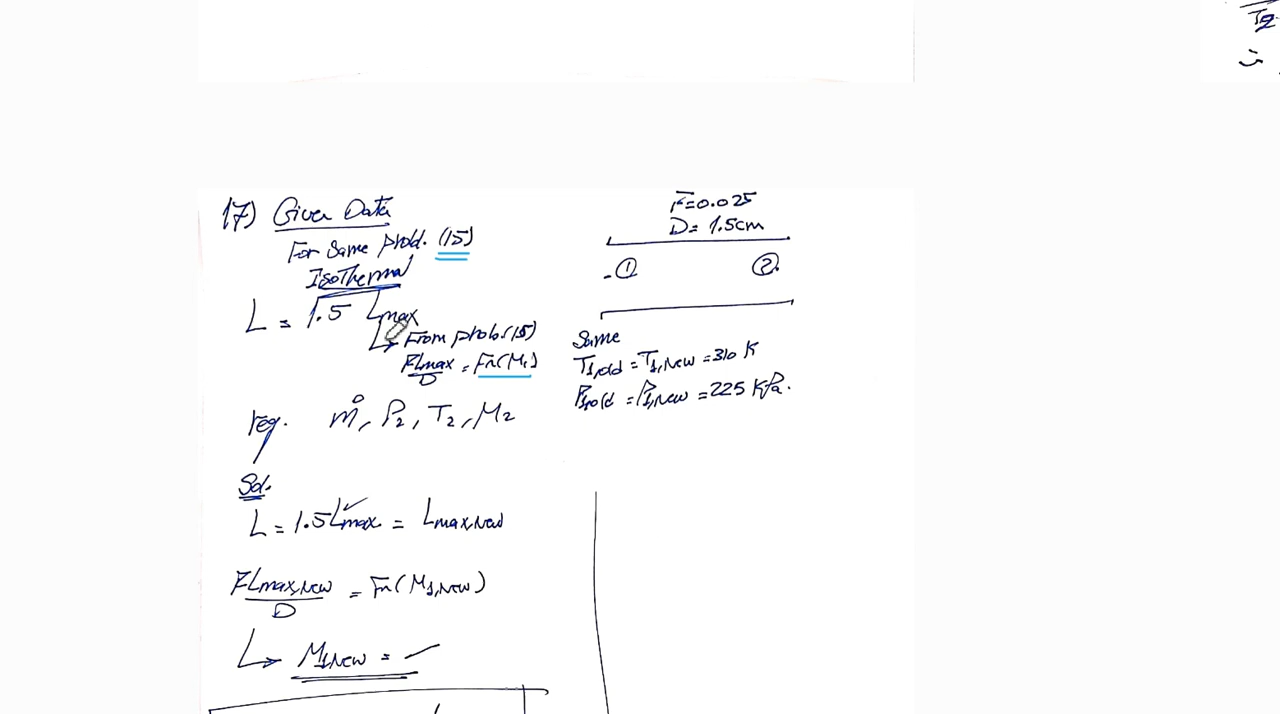 17) Given Data
For Same prob. (15)
Isothermal
L = 1.5 Lmax
From prob.(15)
FLmax/D = Fn(M1)
req. ṁ, P2, T2, M2
Sol.
L = 1.5Lmax = Lmax,New
FLmax,New/D = Fn(M1,New)
M1,New = ✓
F=0.025
D= 1.5cm
1 2
Same
T1,old = T1,New = 310 K
P1,old = P1,New = 225 KPa.
T2